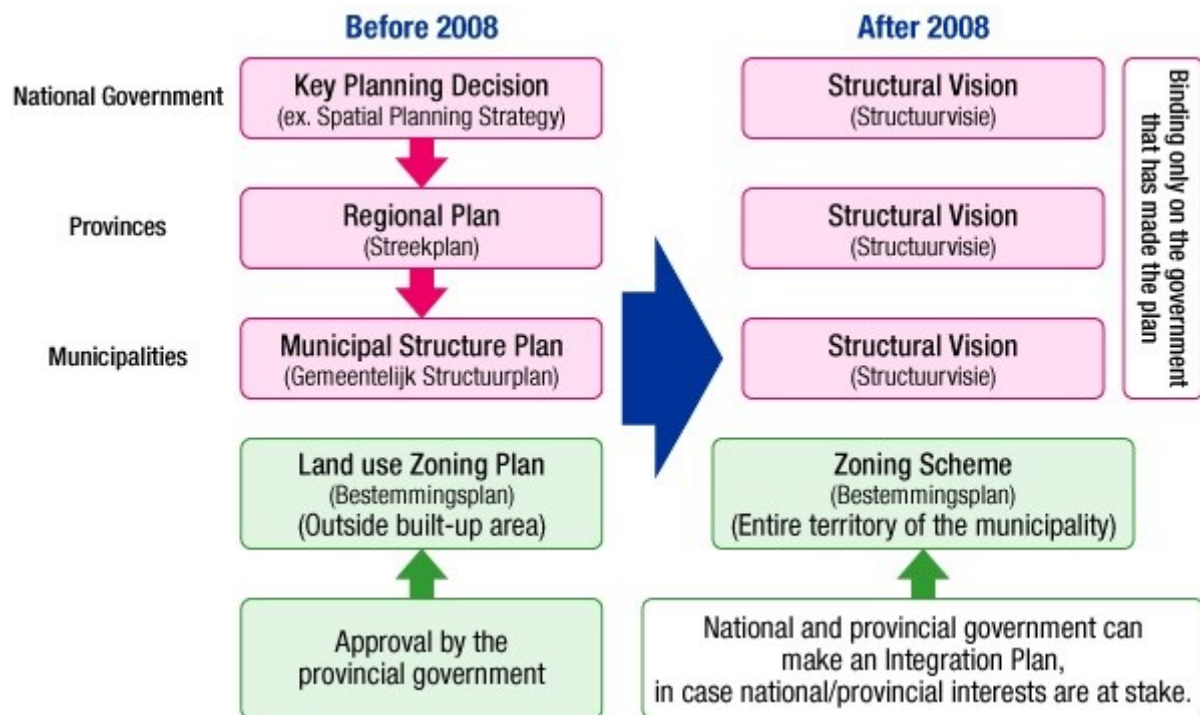 Before 2008
After 2008
National Government
Key Planning Decision
(ex. Spatial Planning Strategy)
Structural Vision
(Structuurvisie)
Provinces
Regional Plan
(Streekplan)
Structural Vision
(Structuurvisie)
Municipalities
Municipal Structure Plan
(Gemeentelijk Structuurplan)
Structural Vision
(Structuurvisie)
Binding only on the government
that has made the plan
Land use Zoning Plan
(Bestemmingsplan)
(Outside built-up area)
Zoning Scheme
(Bestemmingsplan)
(Entire territory of the municipality)
Approval by the
provincial government
National and provincial government can
make an Integration Plan,
in case national/provincial interests are at stake.